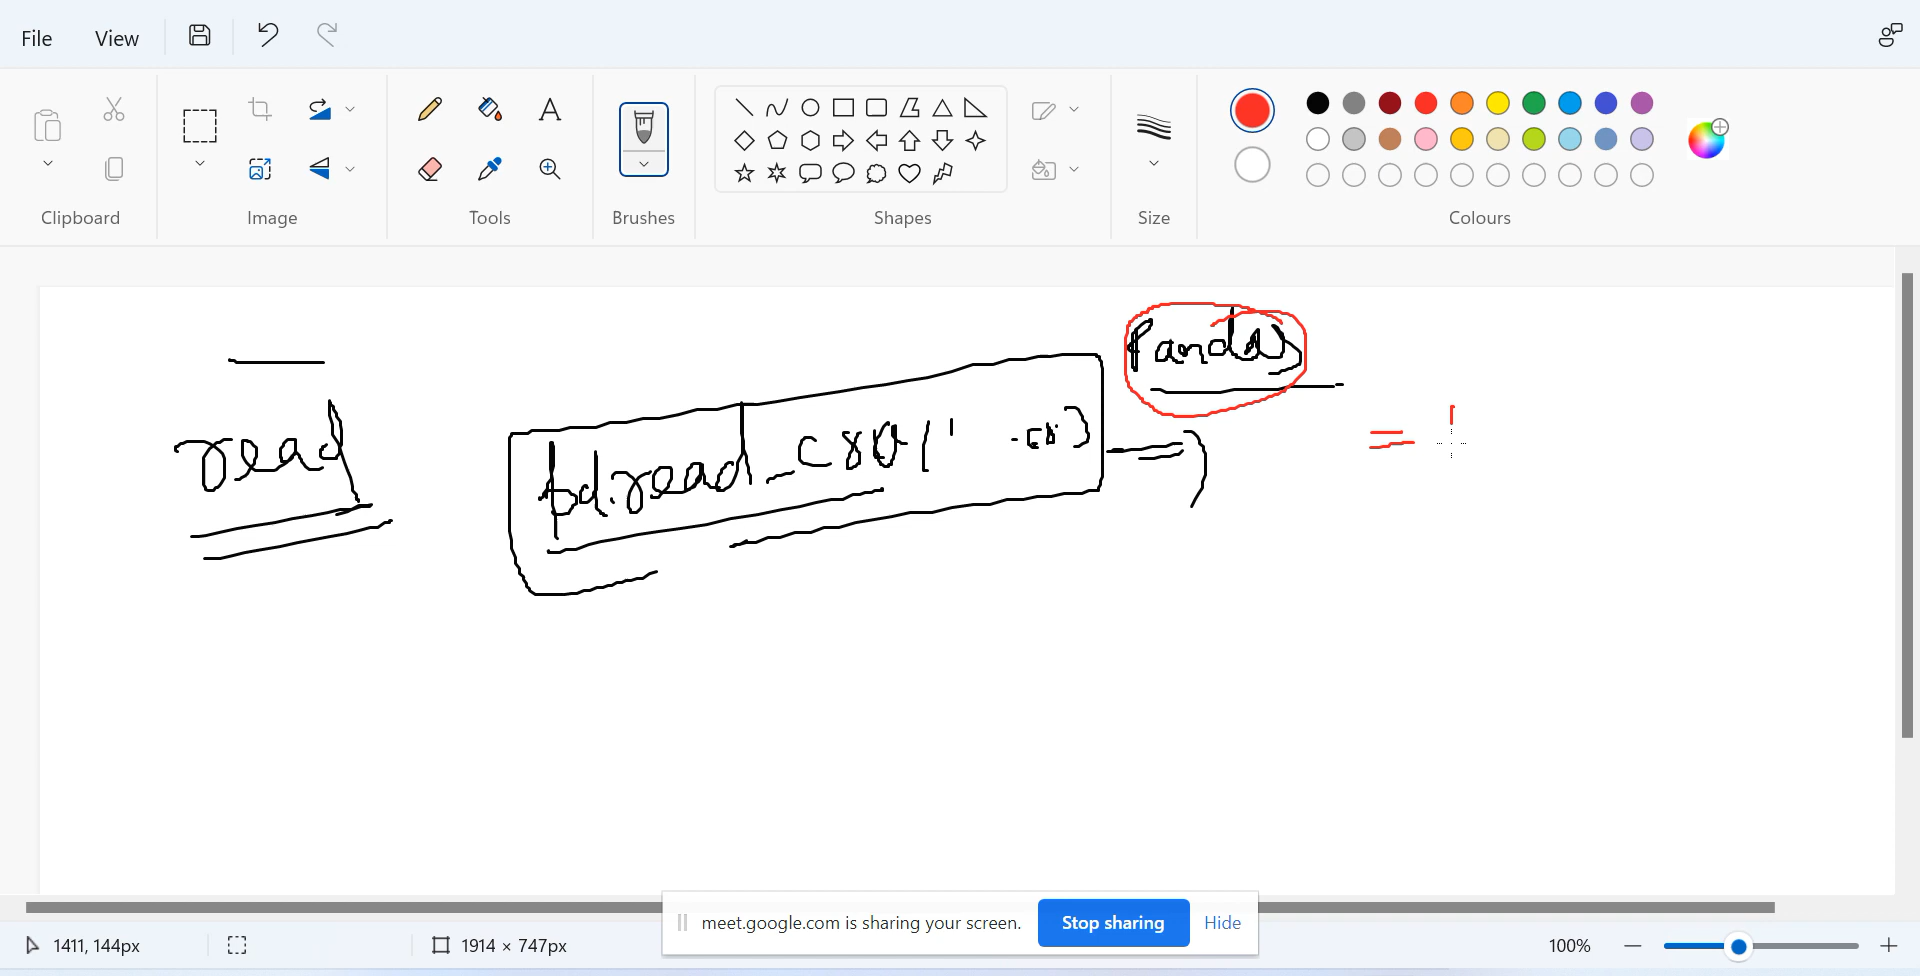 File View
Clipboard Image Tools Brushes Shapes Size Colours
Pandas
read pd.read_csv(' .csv') =>
= 
meet.google.com is sharing your screen. Stop sharing Hide
1411, 144px 1914 × 747px 100%